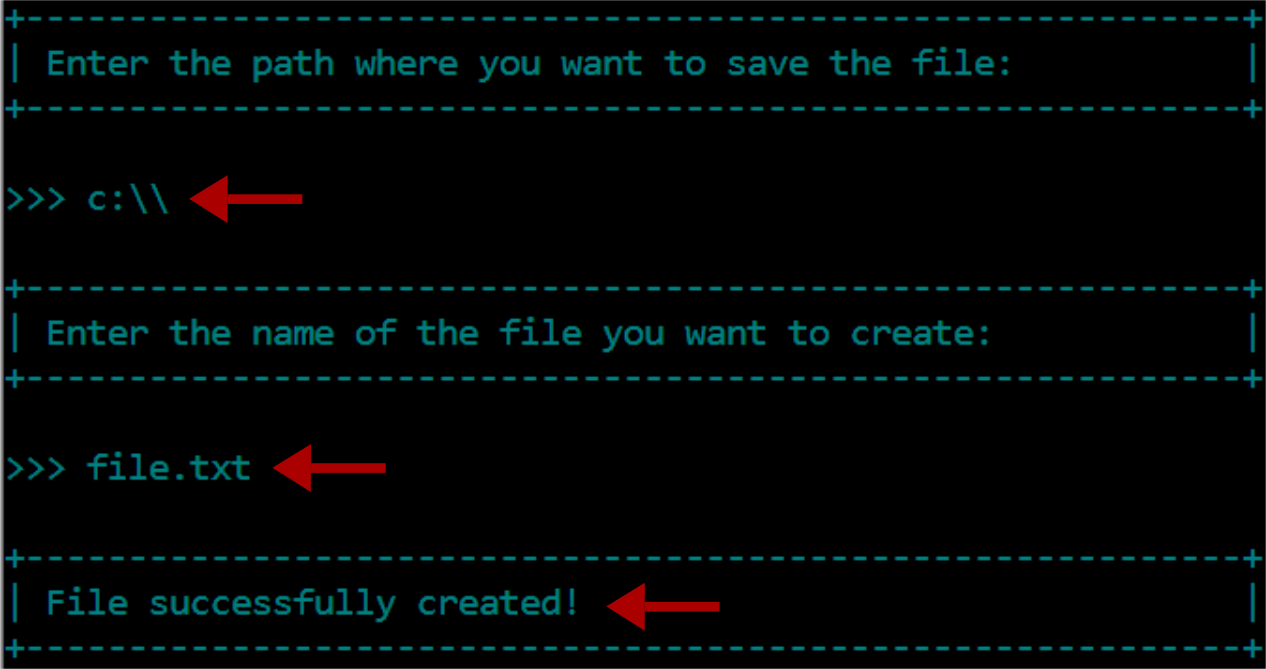 +-----------------------------------------------------------+
| Enter the path where you want to save the file:           |
+-----------------------------------------------------------+
>>> c:\\
+-----------------------------------------------------------+
| Enter the name of the file you want to create:            |
+-----------------------------------------------------------+
>>> file.txt
+-----------------------------------------------------------+
| File successfully created!                                |
+-----------------------------------------------------------+